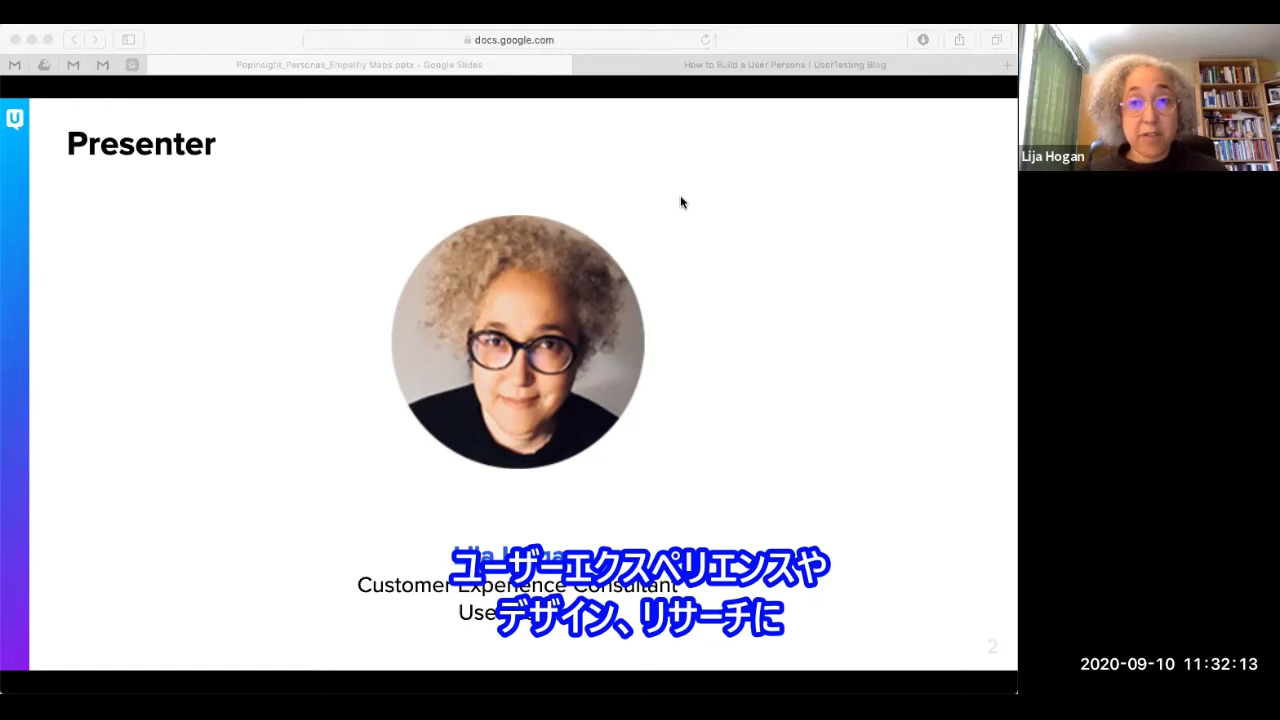 docs.google.com
Popinsight_Personas_Empathy Maps.pptx - Google Slides
How to Build a User Persona | UserTesting Blog
Presenter
Lija Hogan
Customer Experience Consultant
ユーザーエクスペリエンスや
デザイン、リサーチに
2
2020-09-10 11:32:13